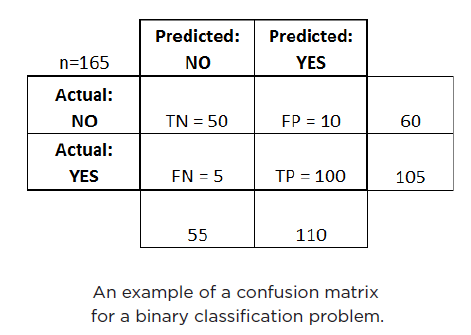 Predicted: Predicted:
n=165 NO YES
Actual:
NO TN = 50 FP = 10 60
Actual:
YES FN = 5 TP = 100 105
55 110
An example of a confusion matrix
for a binary classification problem.